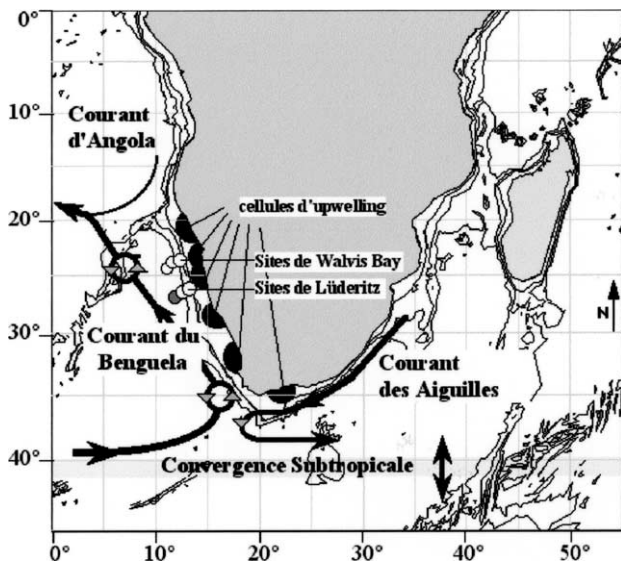 0°
10°
Courant
d'Angola
20°
cellules d'upwelling
Sites de Walvis Bay
Sites de Lüderitz
N
30°
Courant du
Benguela
Courant
des Aiguilles
Convergence Subtropicale
40°
0° 10° 20° 30° 40° 50°